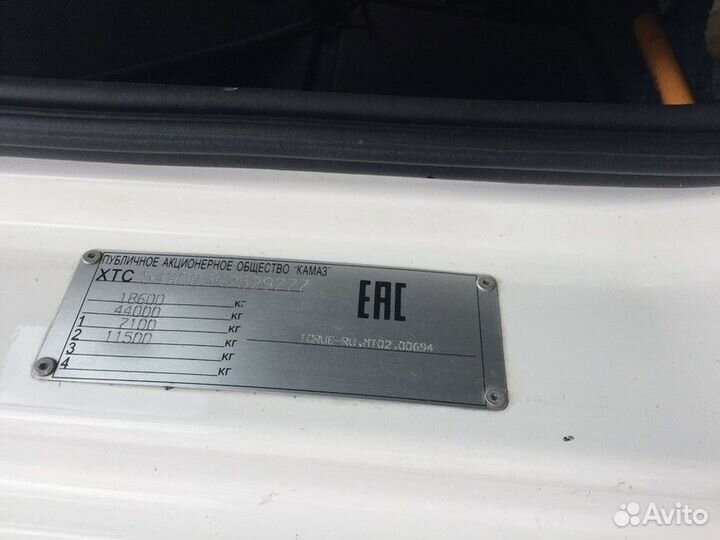 ПУБЛИЧНОЕ АКЦИОНЕРНОЕ ОБЩЕСТВО "КАМАЗ"
XTC
18600 кг
44000 кг
1 7100 кг
2 11500 кг
3 кг
4 кг
EAC
TCRUE-RU.MT02.00694
Avito